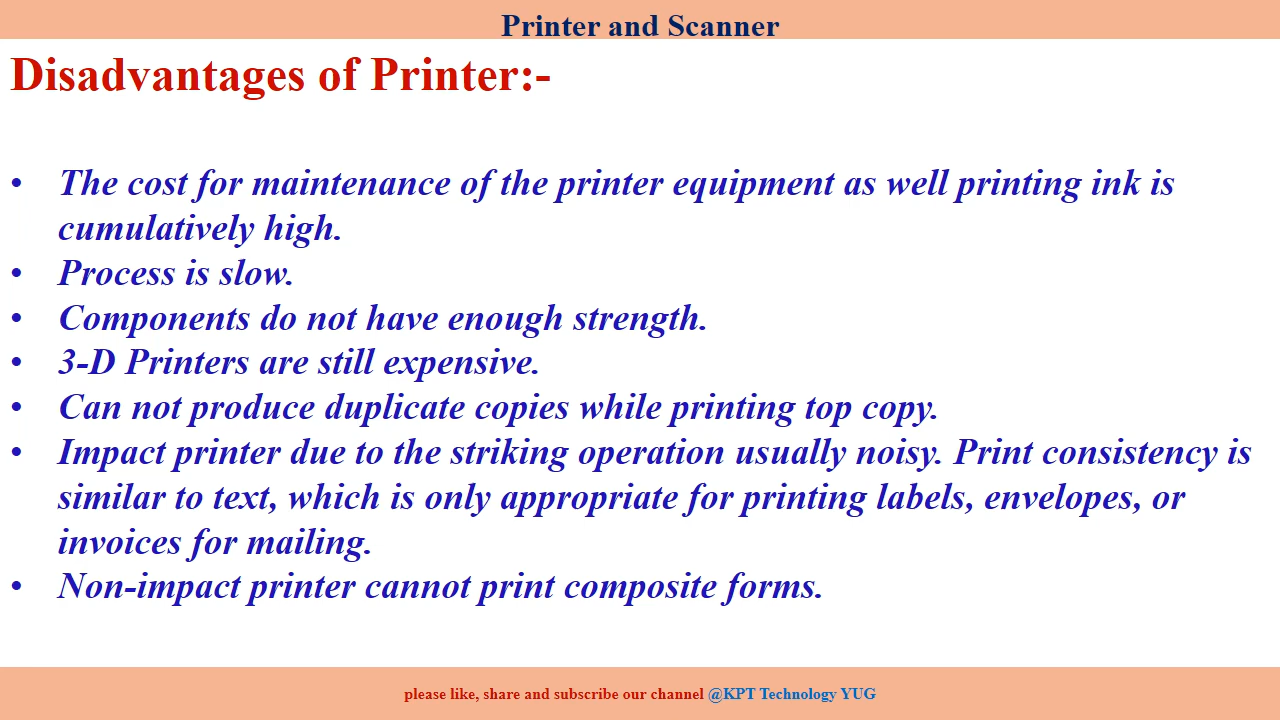 Printer and Scanner
Disadvantages of Printer:-
• The cost for maintenance of the printer equipment as well printing ink is
cumulatively high.
• Process is slow.
• Components do not have enough strength.
• 3-D Printers are still expensive.
• Can not produce duplicate copies while printing top copy.
• Impact printer due to the striking operation usually noisy. Print consistency is
similar to text, which is only appropriate for printing labels, envelopes, or
invoices for mailing.
• Non-impact printer cannot print composite forms.
please like, share and subscribe our channel @KPT Technology YUG